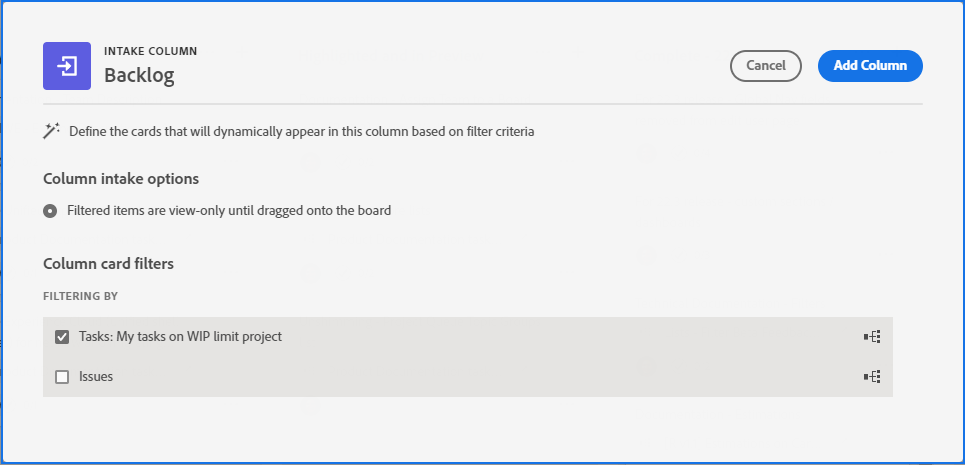 INTAKE COLUMN
Backlog
Cancel
Add Column
Define the cards that will dynamically appear in this column based on filter criteria
Column intake options
Filtered items are view-only until dragged onto the board
Column card filters
FILTERING BY
Tasks: My tasks on WIP limit project
Issues